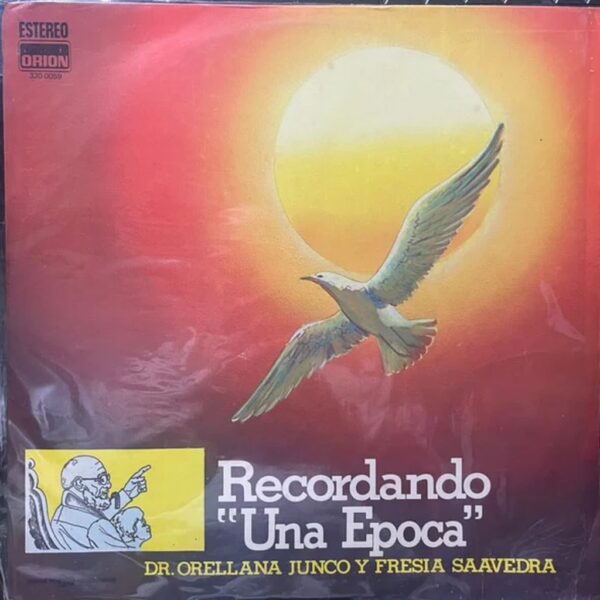 ESTEREO
ORION
330-0059
Recordando
“Una Epoca”
DR. ORELLANA JUNCO Y FRESIA SAAVEDRA